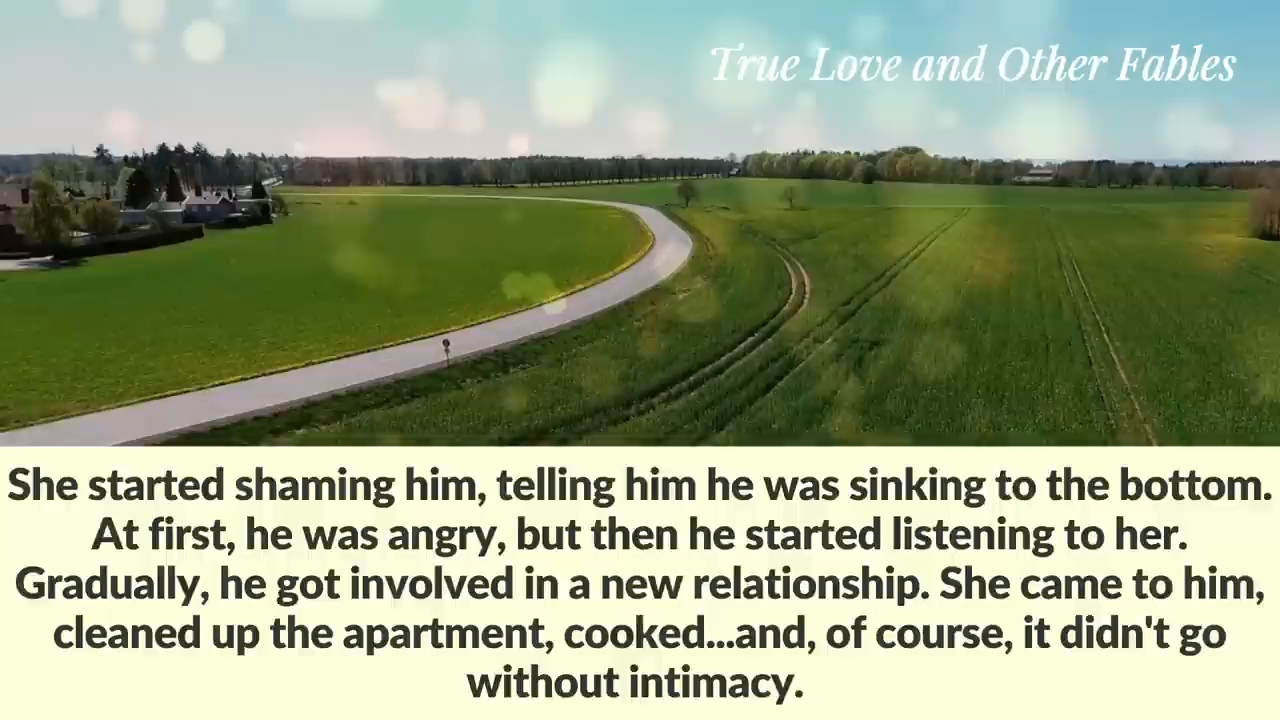 True Love and Other Fables
She started shaming him, telling him he was sinking to the bottom.
At first, he was angry, but then he started listening to her.
Gradually, he got involved in a new relationship. She came to him,
cleaned up the apartment, cooked...and, of course, it didn't go
without intimacy.